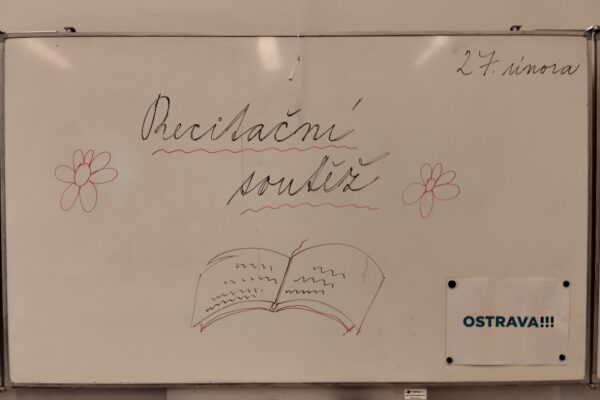 27. února
Recitační
soutěž
OSTRAVA!!!